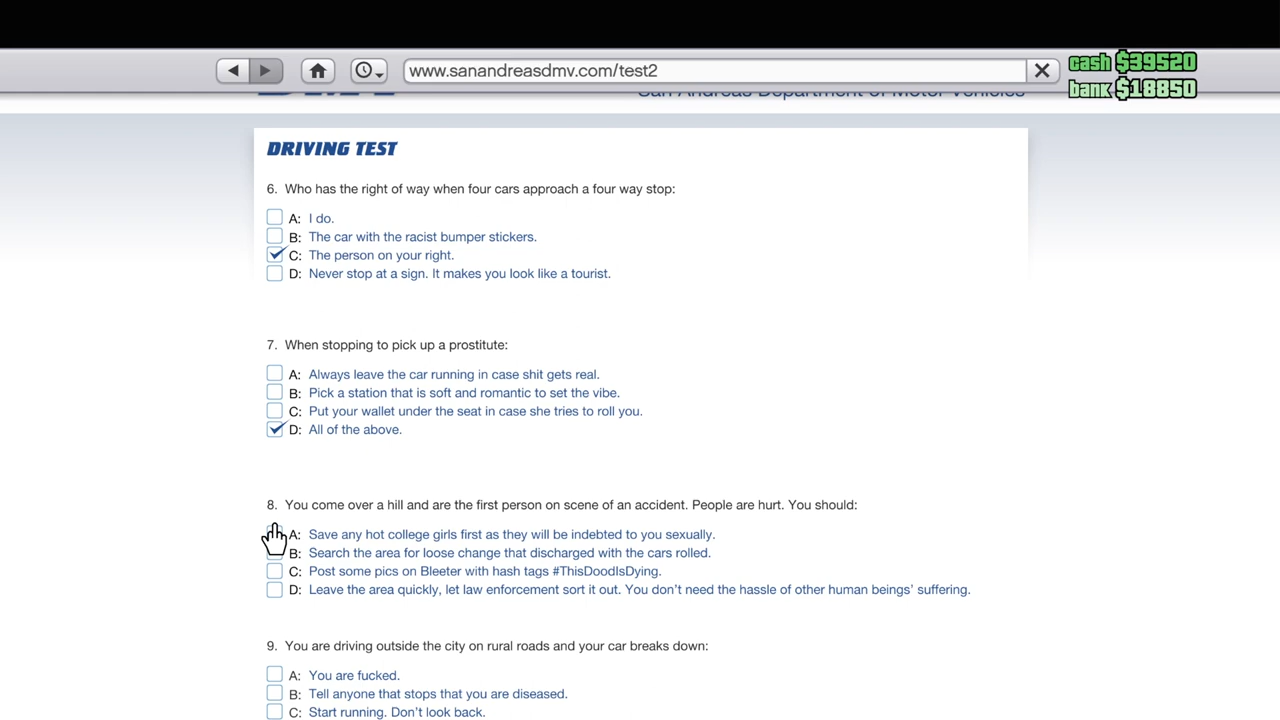 www.sanandreasdmv.com/test2
cash $39520
bank $18850
San Andreas Department of Motor Vehicles
DRIVING TEST
6. Who has the right of way when four cars approach a four way stop:
A: I do.
B: The car with the racist bumper stickers.
C: The person on your right.
D: Never stop at a sign. It makes you look like a tourist.
7. When stopping to pick up a prostitute:
A: Always leave the car running in case shit gets real.
B: Pick a station that is soft and romantic to set the vibe.
C: Put your wallet under the seat in case she tries to roll you.
D: All of the above.
8. You come over a hill and are the first person on scene of an accident. People are hurt. You should:
A: Save any hot college girls first as they will be indebted to you sexually.
B: Search the area for loose change that discharged with the cars rolled.
C: Post some pics on Bleeter with hash tags #ThisDoodIsDying.
D: Leave the area quickly, let law enforcement sort it out. You don't need the hassle of other human beings' suffering.
9. You are driving outside the city on rural roads and your car breaks down:
A: You are fucked.
B: Tell anyone that stops that you are diseased.
C: Start running. Don't look back.